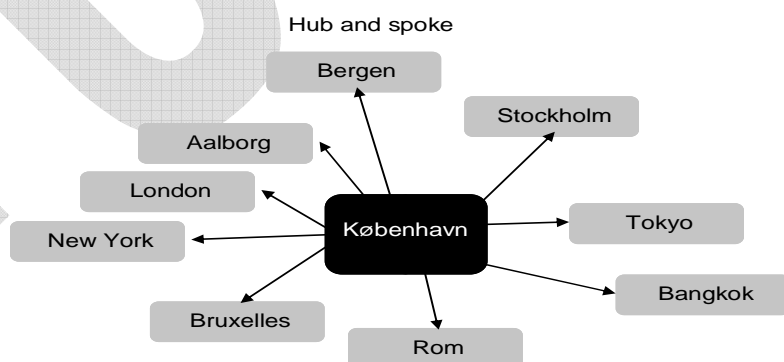 Hub and spoke
Bergen
Stockholm
Aalborg
London
København
Tokyo
New York
Bangkok
Bruxelles
Rom